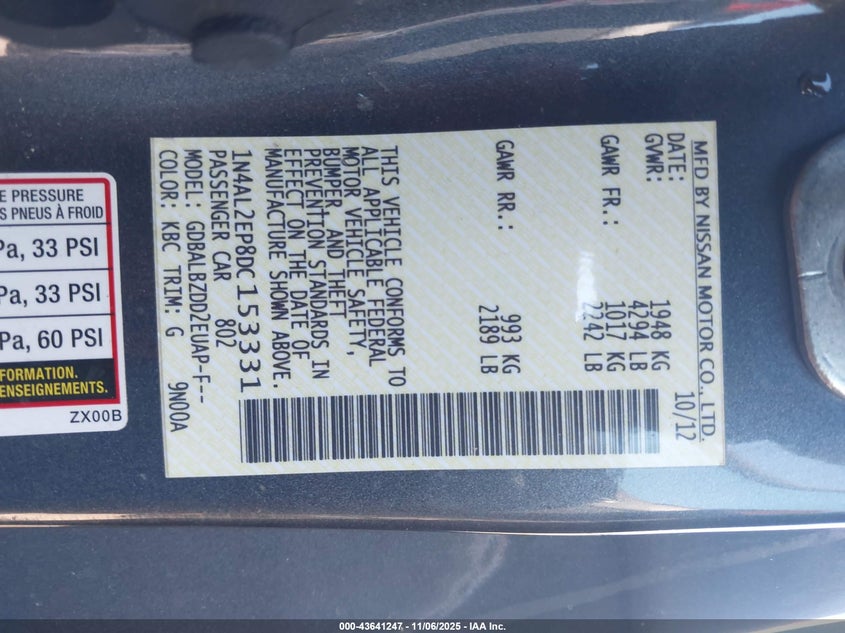 MFD BY NISSAN MOTOR CO., LTD.
DATE: 10/12
GVWR: 1948 KG
4294 LB
GAWR FR.: 1017 KG
2242 LB
GAWR RR.: 993 KG
2189 LB
THIS VEHICLE CONFORMS TO
ALL APPLICABLE FEDERAL
MOTOR VEHICLE SAFETY,
BUMPER, AND THEFT
PREVENTION STANDARDS IN
EFFECT ON THE DATE OF
MANUFACTURE SHOWN ABOVE.
1N4AL2EP8DC153331
PASSENGER CAR 802
MODEL: GDBALBZDD2EUAP-F--
COLOR: KBC TRIM: G 9N00A
E PRESSURE
S PNEUS À FROID
Pa, 33 PSI
Pa, 33 PSI
Pa, 60 PSI
FORMATION.
ENSEIGNEMENTS.
ZX00B
000-43641247 - 11/06/2025 - IAA Inc.